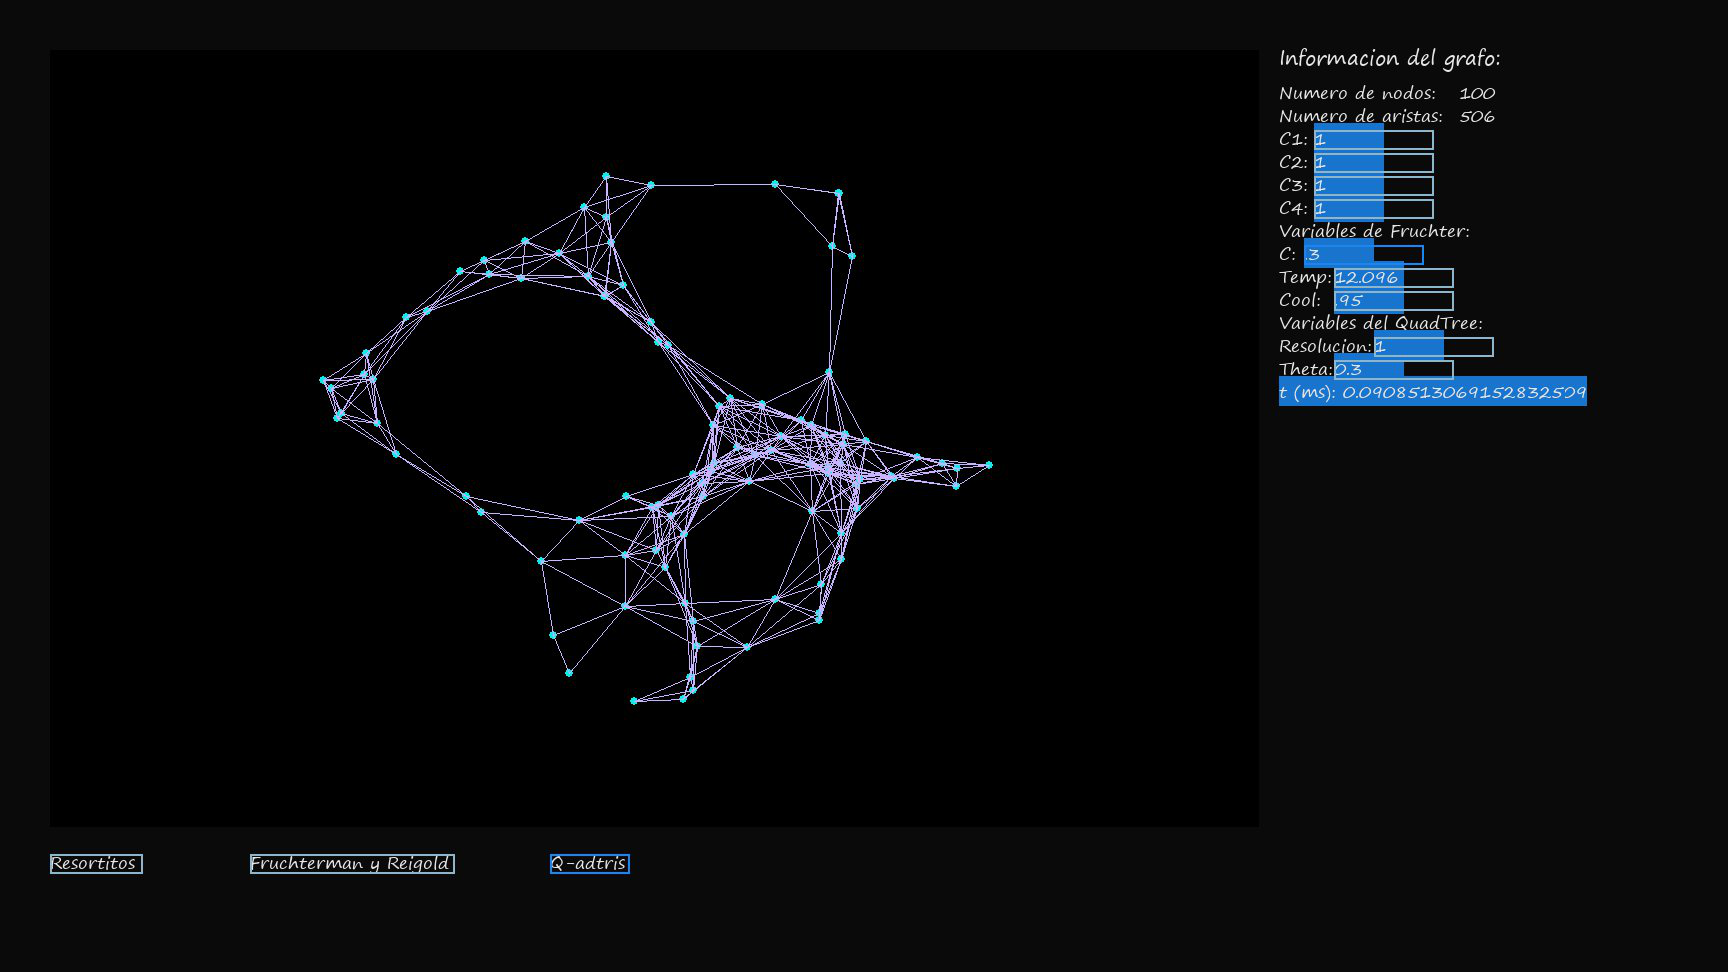 Informacion del grafo:
Numero de nodos: 100
Numero de aristas: 506
C1: 1
C2: 1
C3: 1
C4: 1
Variables de Fruchter:
C: .3
Temp: 12.096
Cool: .95
Variables del QuadTree:
Resolucion: 1
Theta: 0.3
t (ms): 0.0908513069152832509
Resortitos
Fruchterman y Reigold
Q-adtris